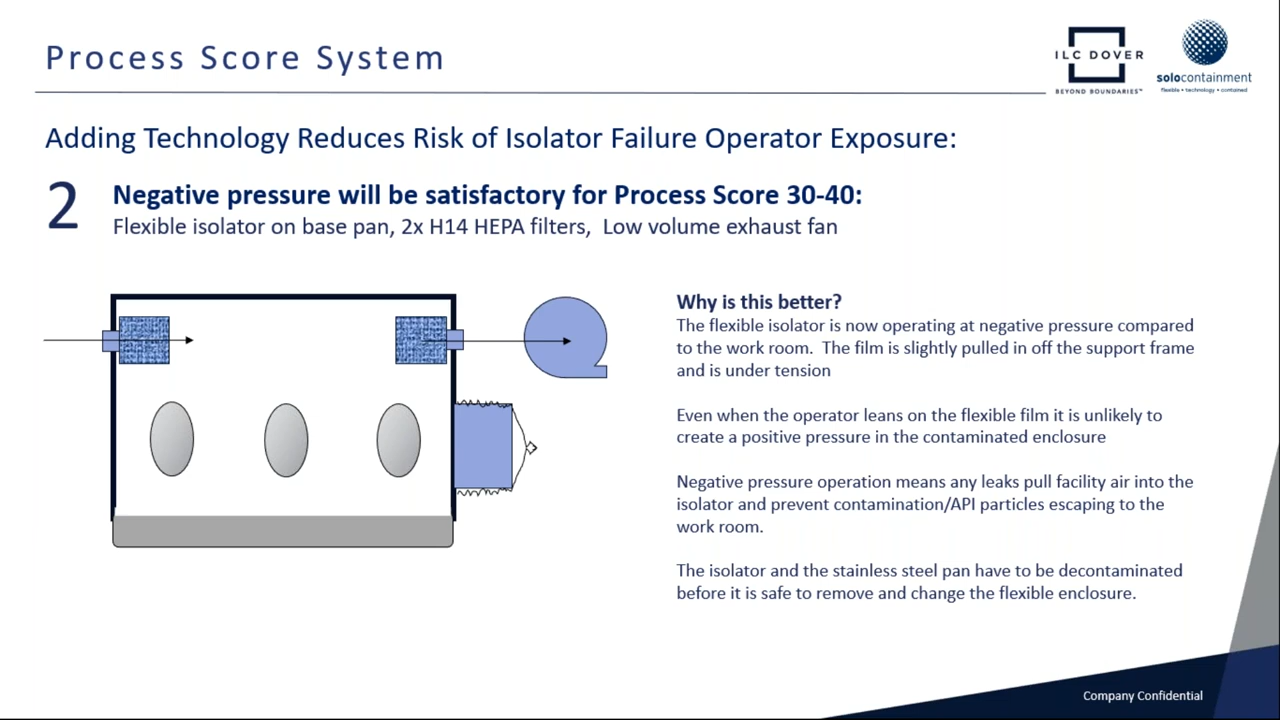 Process Score System
ILC DOVER
BEYOND BOUNDARIES™
solocontainment
flexible • technology • contained
Adding Technology Reduces Risk of Isolator Failure Operator Exposure:
2
Negative pressure will be satisfactory for Process Score 30-40:
Flexible isolator on base pan, 2x H14 HEPA filters,  Low volume exhaust fan
Why is this better?
The flexible isolator is now operating at negative pressure compared
to the work room.  The film is slightly pulled in off the support frame
and is under tension
Even when the operator leans on the flexible film it is unlikely to
create a positive pressure in the contaminated enclosure
Negative pressure operation means any leaks pull facility air into the
isolator and prevent contamination/API particles escaping to the
work room.
The isolator and the stainless steel pan have to be decontaminated
before it is safe to remove and change the flexible enclosure.
Company Confidential